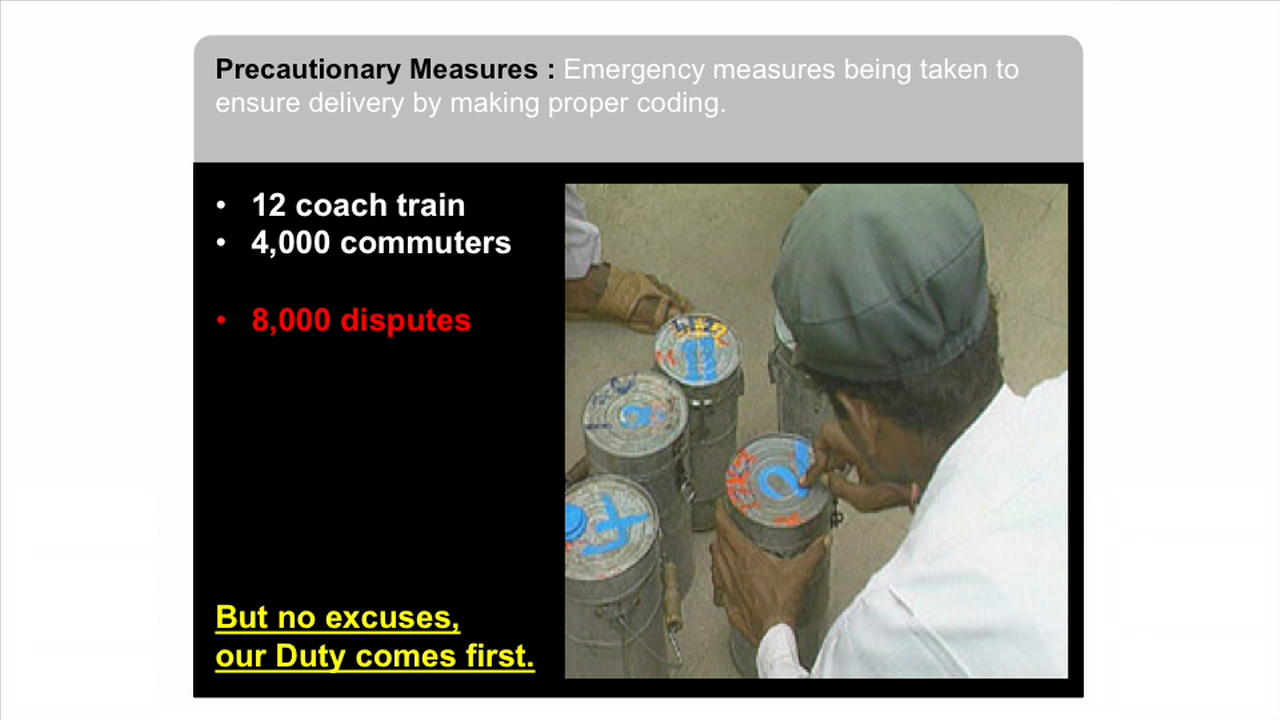 Precautionary Measures : Emergency measures being taken to
ensure delivery by making proper coding.
• 12 coach train
• 4,000 commuters
• 8,000 disputes
But no excuses,
our Duty comes first.